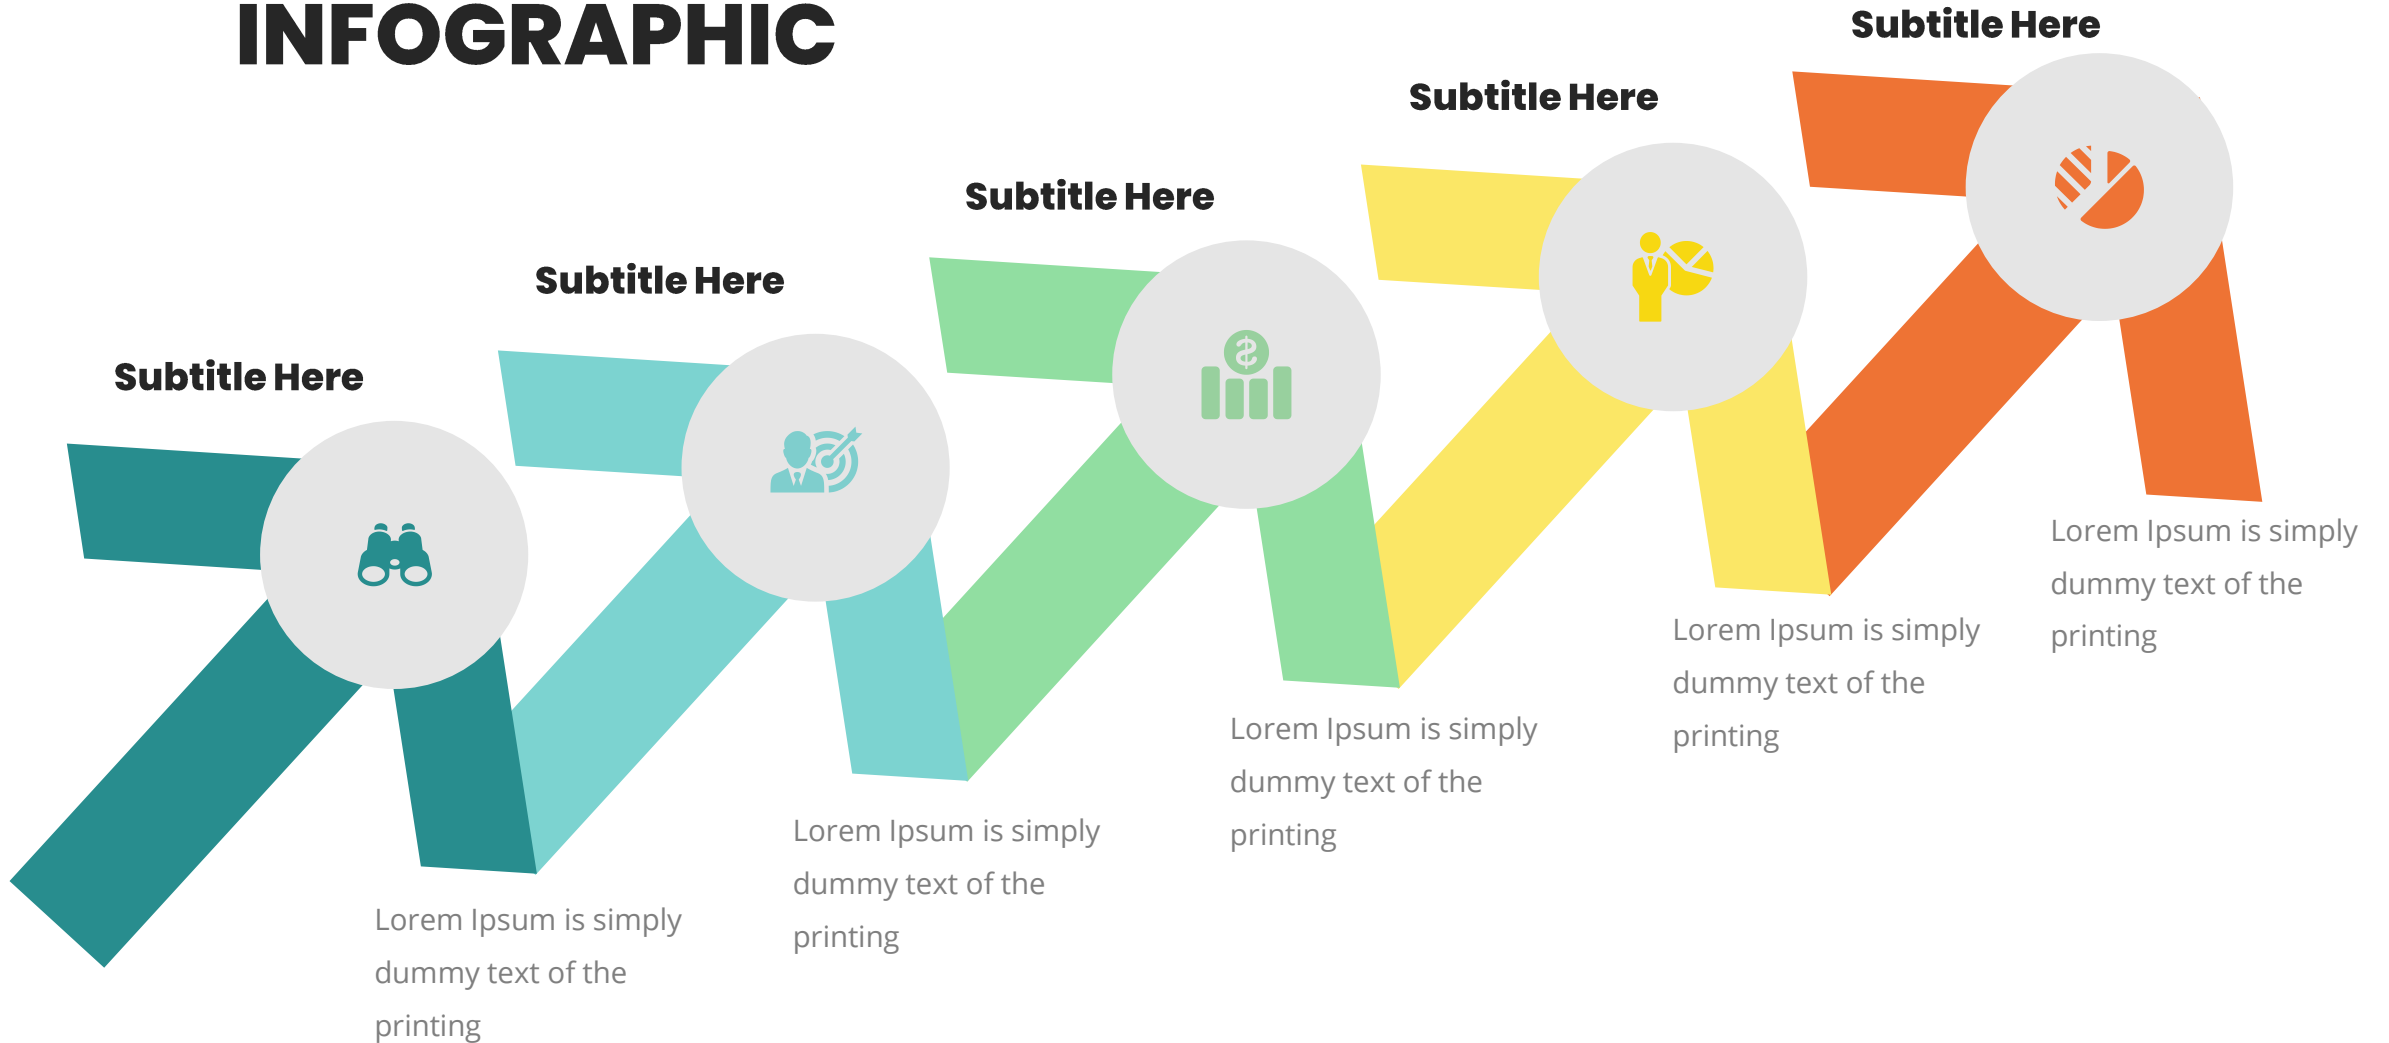 INFOGRAPHIC
Subtitle Here
Lorem Ipsum is simply
dummy text of the
printing
Subtitle Here
Lorem Ipsum is simply
dummy text of the
printing
Subtitle Here
Lorem Ipsum is simply
dummy text of the
printing
Subtitle Here
Lorem Ipsum is simply
dummy text of the
printing
Subtitle Here
Lorem Ipsum is simply
dummy text of the
printing